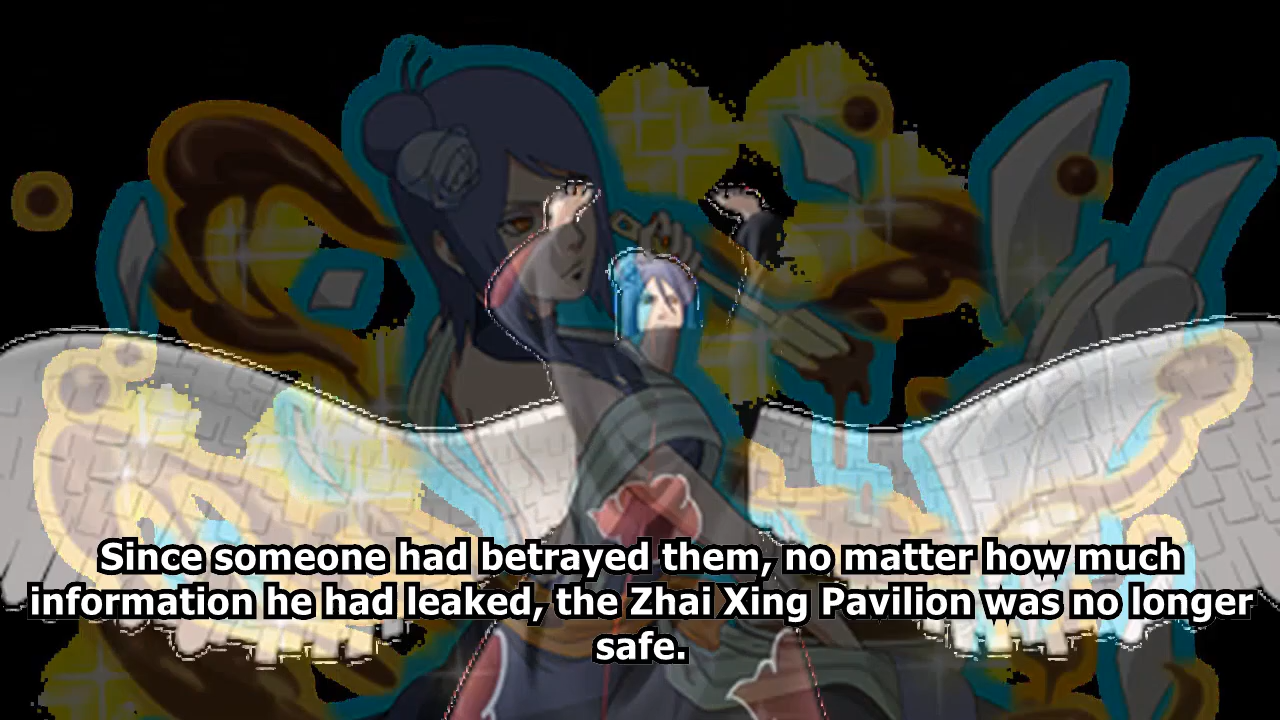 Since someone had betrayed them, no matter how much
information he had leaked, the Zhai Xing Pavilion was no longer
safe.